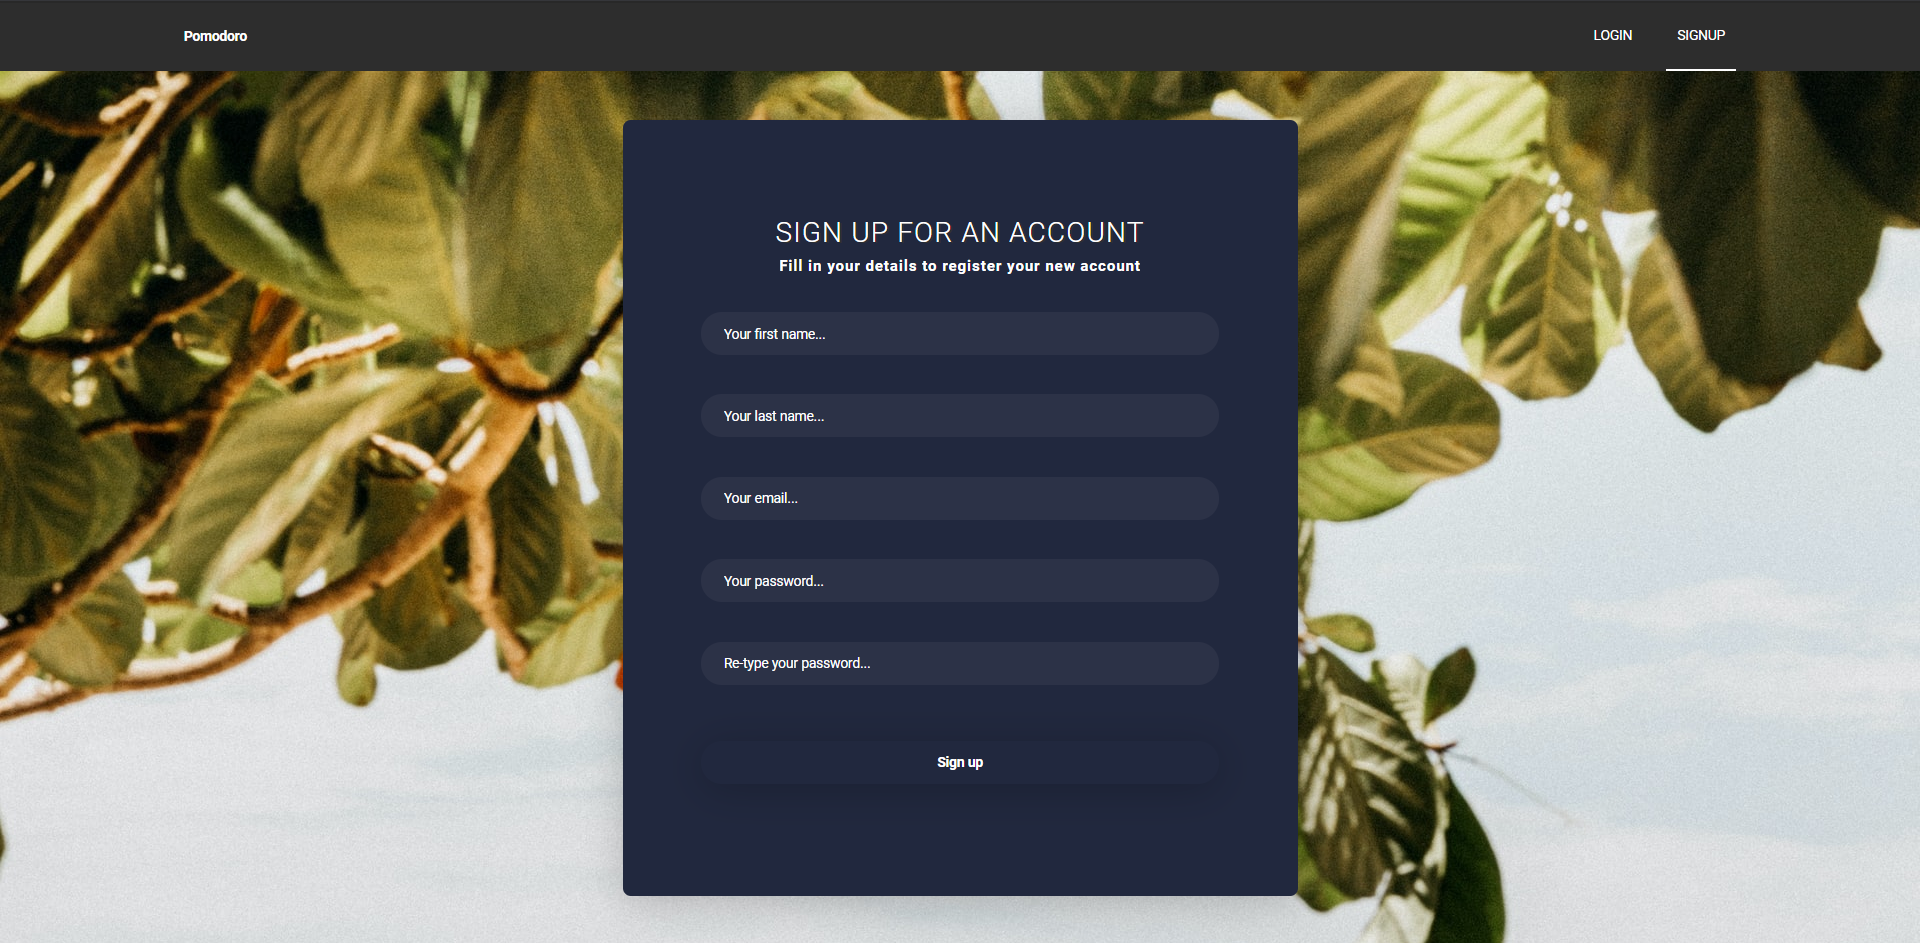 Pomodoro
LOGIN
SIGNUP
SIGN UP FOR AN ACCOUNT
Fill in your details to register your new account
Your first name...
Your last name...
Your email...
Your password...
Re-type your password...
Sign up